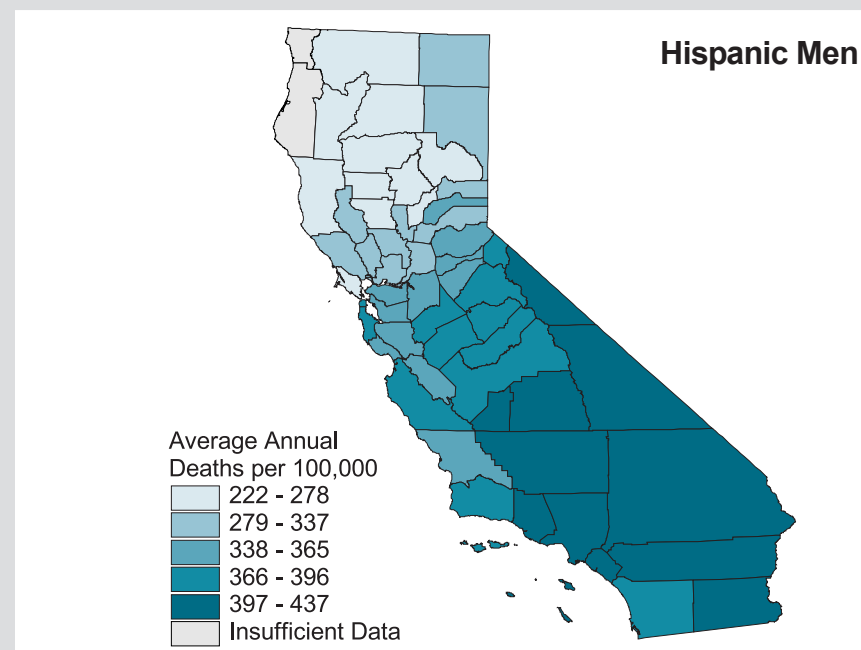 Hispanic Men
Average Annual
Deaths per 100,000
222 - 278
279 - 337
338 - 365
366 - 396
397 - 437
Insufficient Data